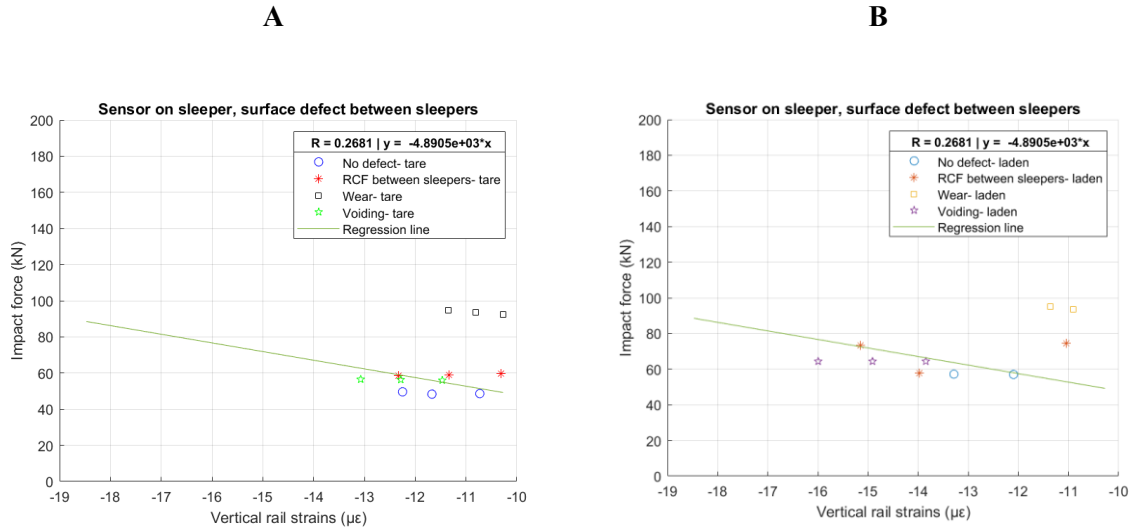 A
B
Sensor on sleeper, surface defect between sleepers
R = 0.2681 | y = -4.8905e+03*x
No defect- tare
RCF between sleepers- tare
Wear- tare
Voiding- tare
Regression line
Impact force (kN)
200
180
160
140
120
100
80
60
40
20
0
-19 -18 -17 -16 -15 -14 -13 -12 -11 -10
Vertical rail strains (με)
Sensor on sleeper, surface defect between sleepers
R = 0.2681 | y = -4.8905e+03*x
No defect- laden
RCF between sleepers- laden
Wear- laden
Voiding- laden
Regression line
Impact force (kN)
200
180
160
140
120
100
80
60
40
20
0
-19 -18 -17 -16 -15 -14 -13 -12 -11 -10
Vertical rail strains (με)